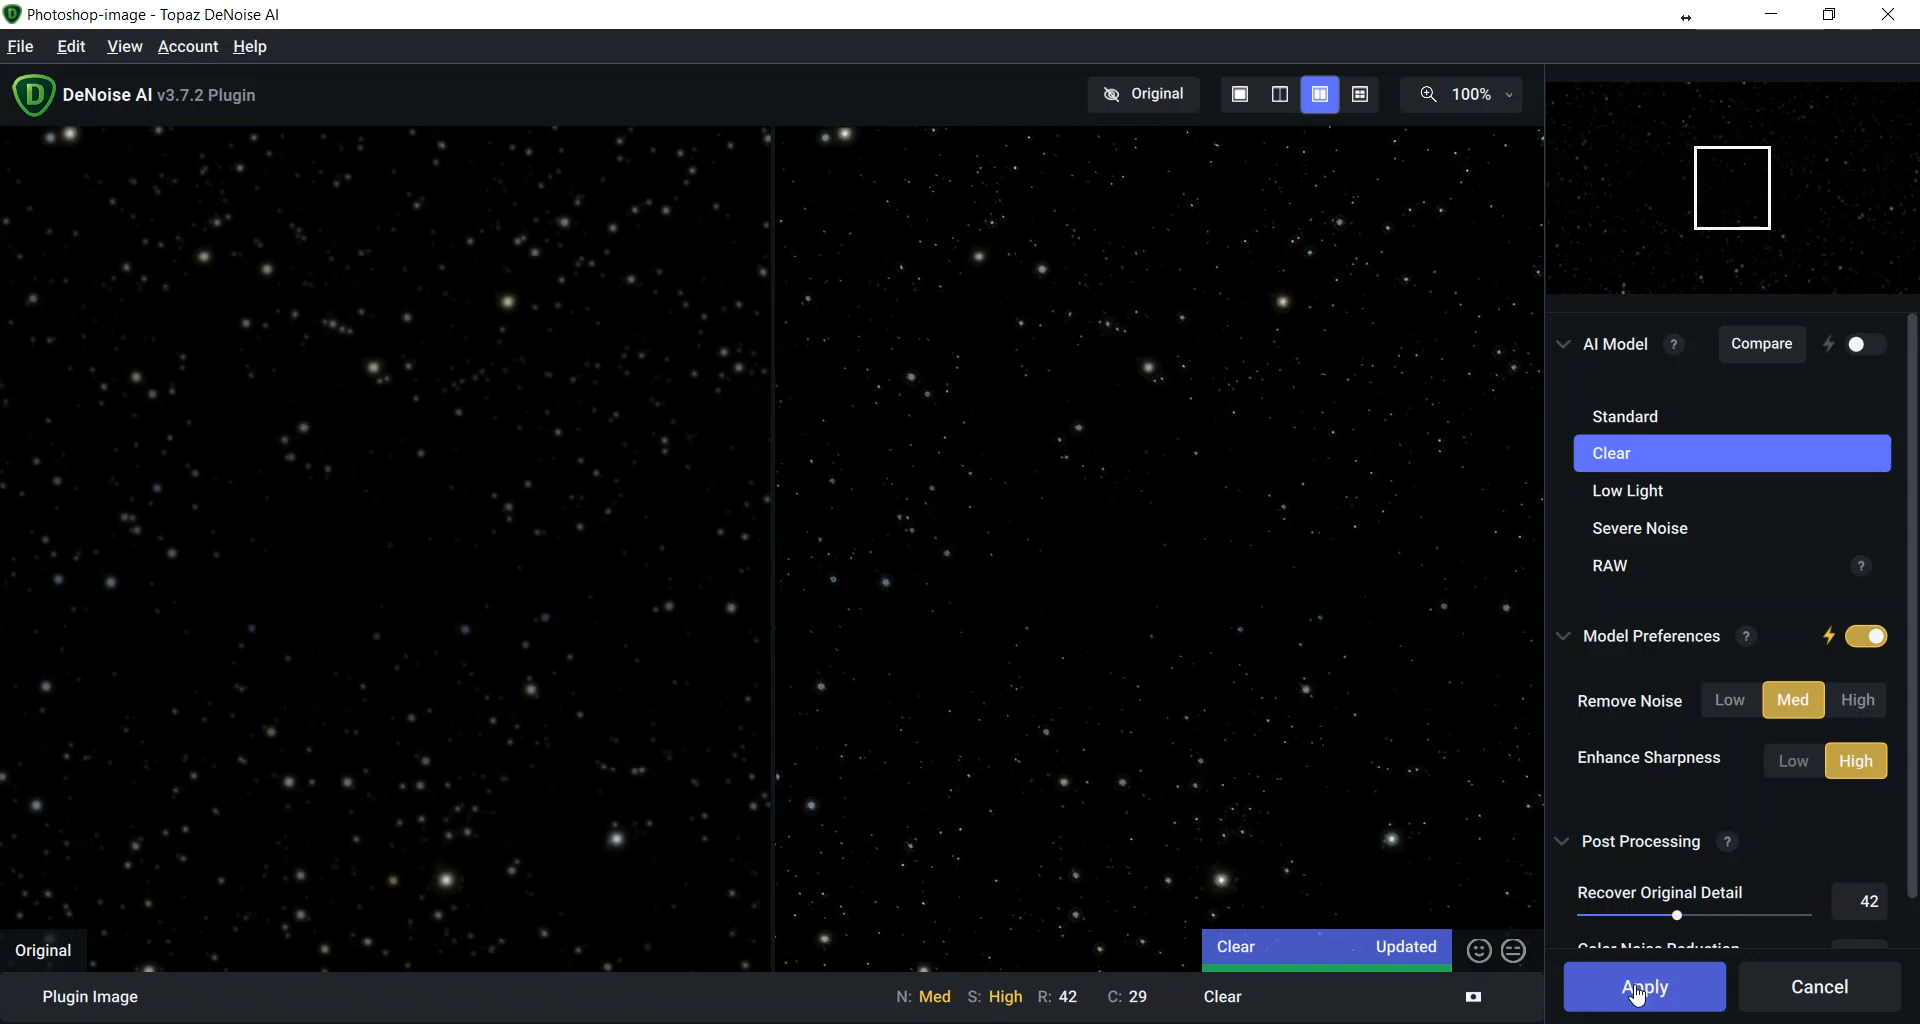 Photoshop-image - Topaz DeNoise AI
File Edit View Account Help
DeNoise AI v3.7.2 Plugin
Original
100%
AI Model ? Compare
Standard
Clear
Low Light
Severe Noise
RAW ?
Model Preferences ?
Remove Noise Low Med High
Enhance Sharpness Low High
Post Processing ?
Recover Original Detail 42
Color Noise Reduction
Original
Clear Updated
Apply Cancel
Plugin Image N: Med S: High R: 42 C: 29 Clear